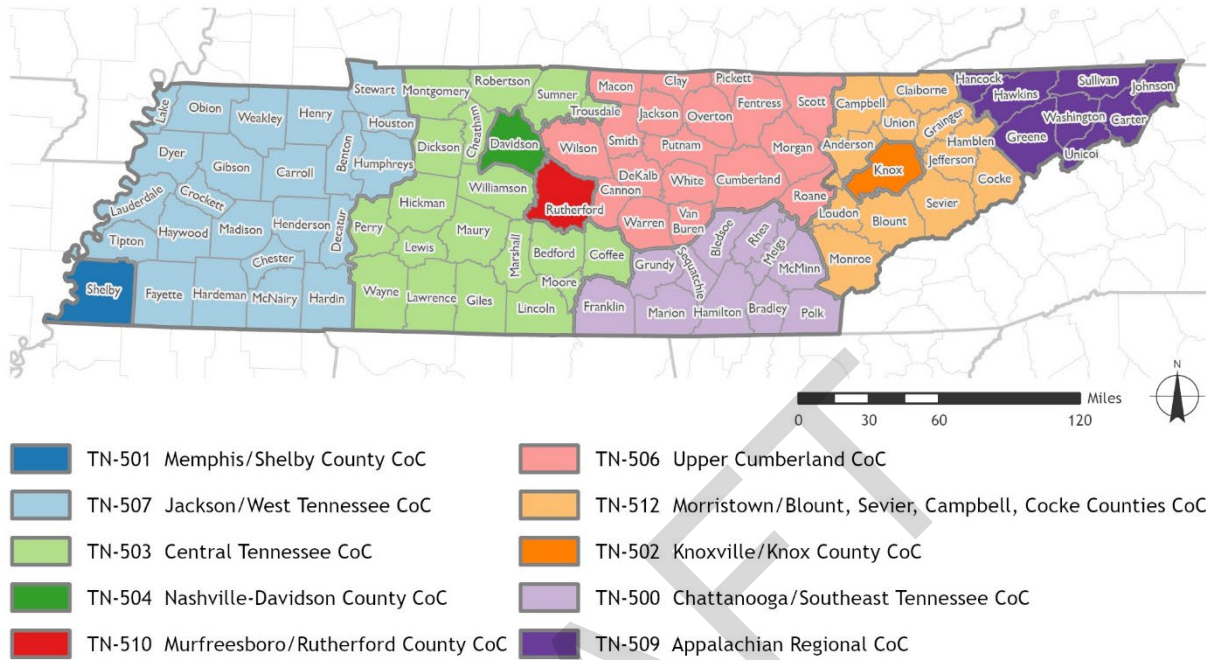 Stewart
Montgomery
Robertson
Sumner
Trousdale
Macon
Clay
Pickett
Fentress
Scott
Campbell
Claiborne
Hancock
Hawkins
Sullivan
Johnson
Lake
Obion
Weakley
Henry
Houston
Cheatham
Davidson
Wilson
Smith
Jackson
Overton
Putnam
Morgan
Anderson
Union
Grainger
Hamblen
Greene
Washington
Carter
Unicoi
Dyer
Gibson
Carroll
Benton
Humphreys
Dickson
Williamson
Rutherford
Cannon
DeKalb
White
Cumberland
Roane
Knox
Jefferson
Cocke
Sevier
Lauderdale
Crockett
Hickman
Warren
Van
Buren
Bledsoe
Rhea
Meigs
Loudon
Blount
Tipton
Haywood
Madison
Henderson
Decatur
Perry
Lewis
Maury
Marshall
Bedford
Coffee
Grundy
Sequatchie
McMinn
Monroe
Chester
Moore
Shelby
Fayette
Hardeman
McNairy
Hardin
Wayne
Lawrence
Giles
Lincoln
Franklin
Marion
Hamilton
Bradley
Polk
N
Miles
0 30 60 120
TN-501 Memphis/Shelby County CoC
TN-507 Jackson/West Tennessee CoC
TN-503 Central Tennessee CoC
TN-504 Nashville-Davidson County CoC
TN-510 Murfreesboro/Rutherford County CoC
TN-506 Upper Cumberland CoC
TN-512 Morristown/Blount, Sevier, Campbell, Cocke Counties CoC
TN-502 Knoxville/Knox County CoC
TN-500 Chattanooga/Southeast Tennessee CoC
TN-509 Appalachian Regional CoC